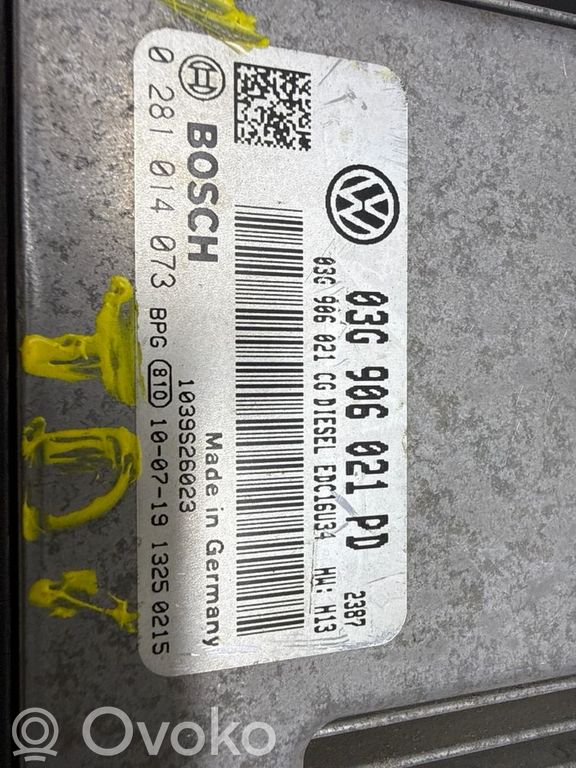 03G 906 021 PD
2387
03G 906 021 CG DIESEL EDC16U34 HW: H13
Made in Germany
1039S26023
BOSCH
0 281 014 073 BPG 810 10-07-19 1325 0215
OVOKO